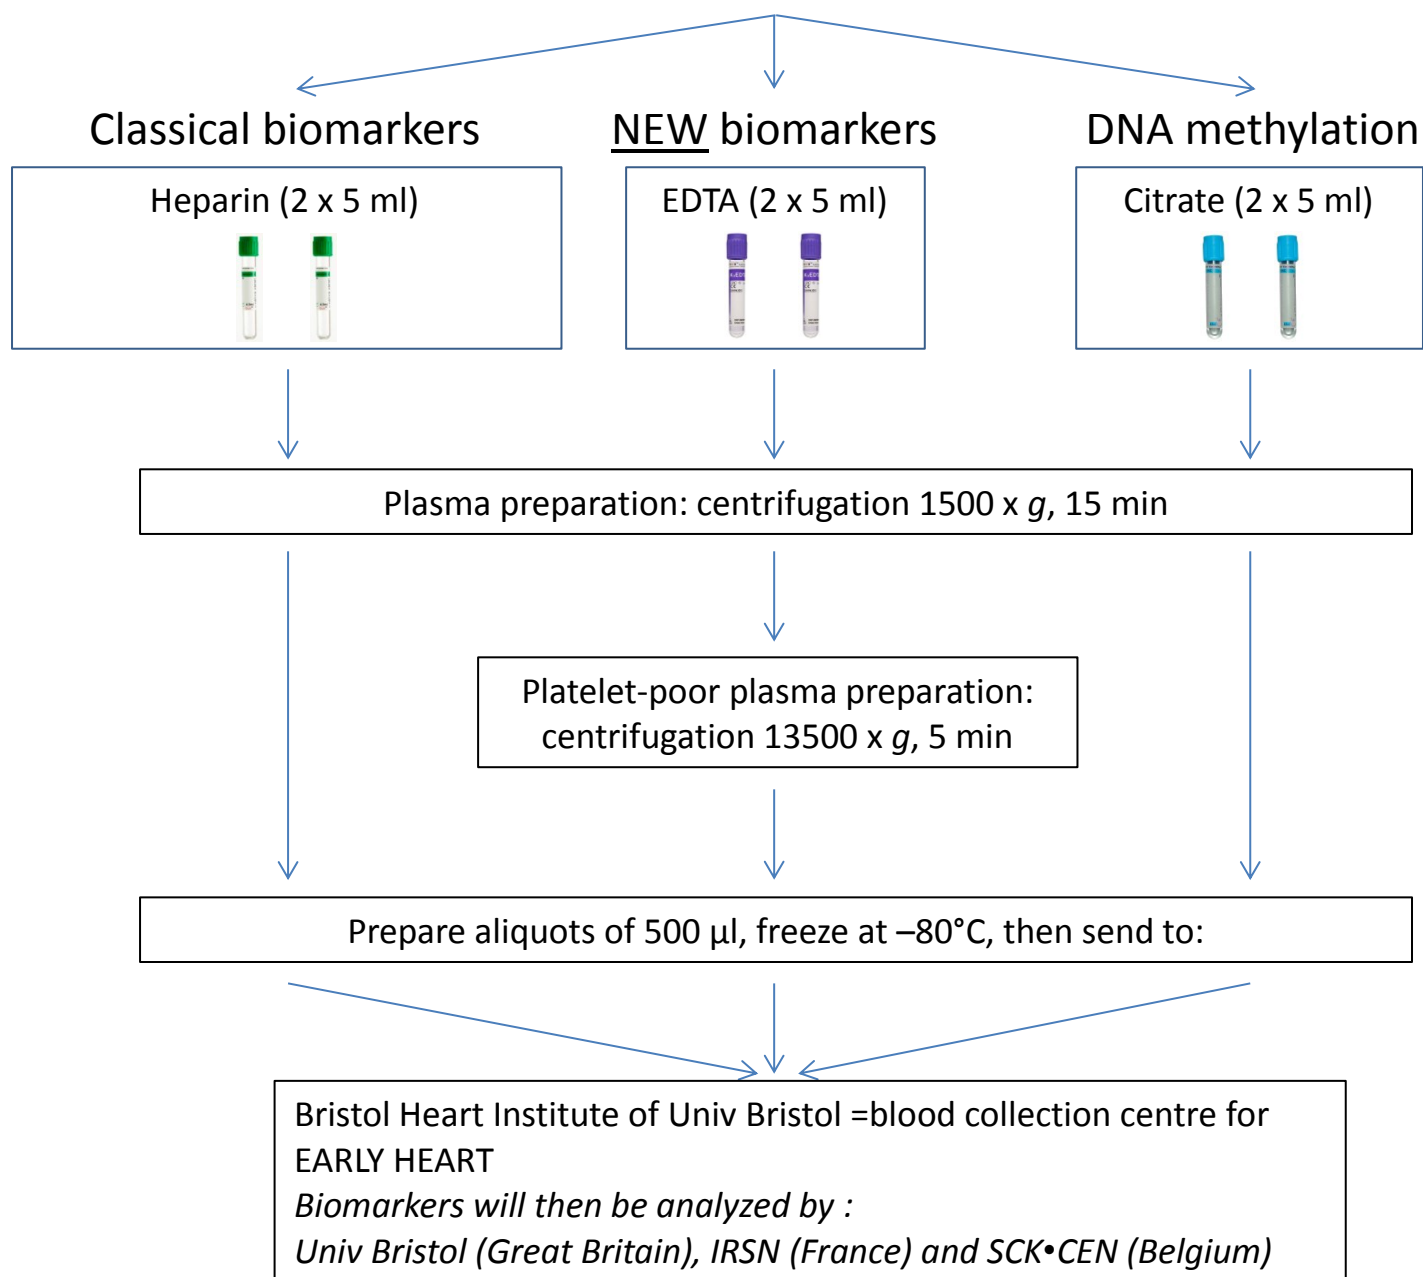 Classical biomarkers
NEW biomarkers
DNA methylation
Heparin (2 x 5 ml)
EDTA (2 x 5 ml)
Citrate (2 x 5 ml)
Plasma preparation: centrifugation 1500 x g, 15 min
Platelet-poor plasma preparation:
centrifugation 13500 x g, 5 min
Prepare aliquots of 500 µl, freeze at –80°C, then send to:
Bristol Heart Institute of Univ Bristol =blood collection centre for
EARLY HEART
Biomarkers will then be analyzed by :
Univ Bristol (Great Britain), IRSN (France) and SCK•CEN (Belgium)